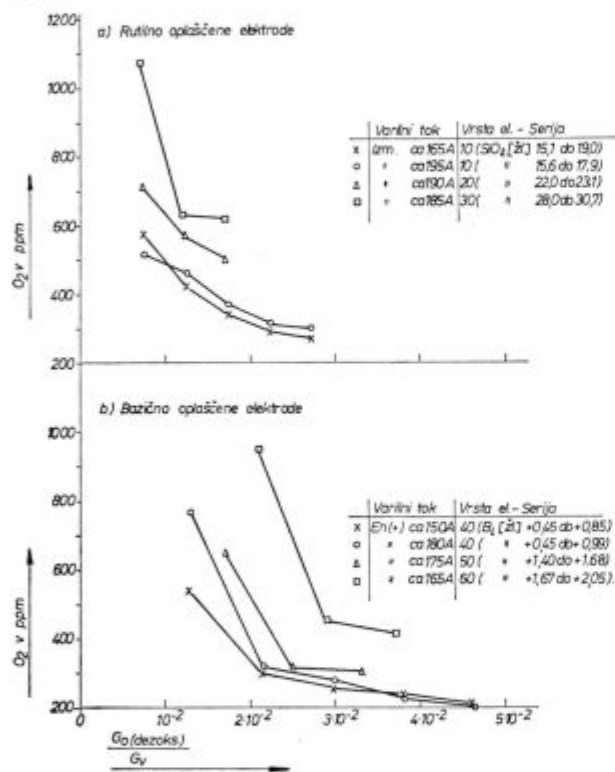 a) Rutilno oplaščene elektrode
1200
1000
800
600
400
200
O₂ v ppm
Varilni tok Vrsta el. - Serija
x Izm. ca 165A 10 (SiO₂ [žl] 15,1 do 19,0)
○ " ca 195A 10 ( " 15,6 do 17,9)
△ " ca 190A 20 ( " 22,0 do 23,1)
□ " ca 185A 30 ( " 28,0 do 30,7)
b) Bazično oplaščene elektrode
1000
800
600
400
200
O₂ v ppm
Varilni tok Vrsta el. - Serija
x En(+) ca 150A 40 (B [žl] +0,46 do +0,85)
○ " ca 180A 40 ( " +0,45 do +0,99)
△ " ca 175A 50 ( " +1,40 do +1,68)
□ " ca 165A 60 ( " +1,67 do +2,05)
0 1·10⁻² 2·10⁻² 3·10⁻² 4·10⁻² 5·10⁻²
G₀ (dezoks.)
Gᵥ